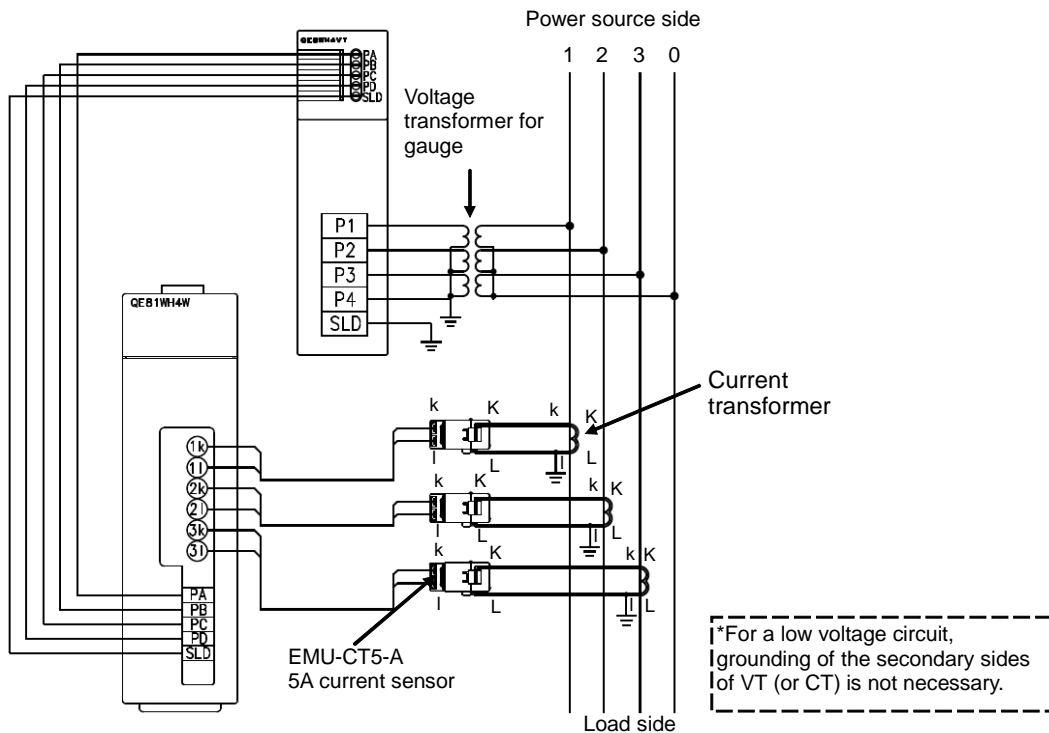 Power source side
1 2 3 0
PA
PB
PC
PD
SLD
Voltage
transformer for
gauge
P1
P2
P3
P4
SLD
QE81WH4W
Current
transformer
k K k K
l L l L
k K k K
l L l L
k K k K
l L l L
1k
1l
2k
2l
3k
3l
PA
PB
PC
PD
SLD
EMU-CT5-A
5A current sensor
*For a low voltage circuit,
grounding of the secondary sides
of VT (or CT) is not necessary.
Load side